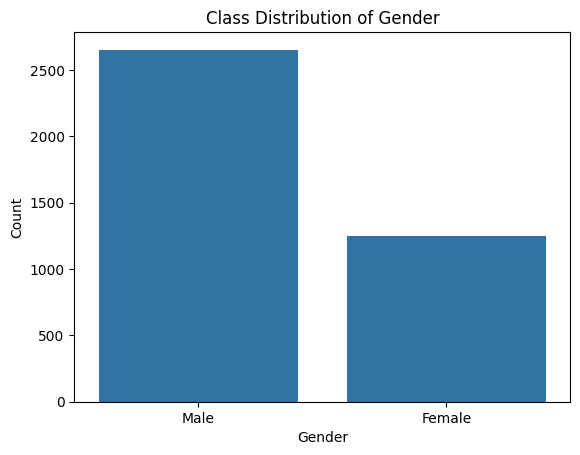 Class Distribution of Gender
2500
2000
1500
1000
500
0
Count
Male
Female
Gender